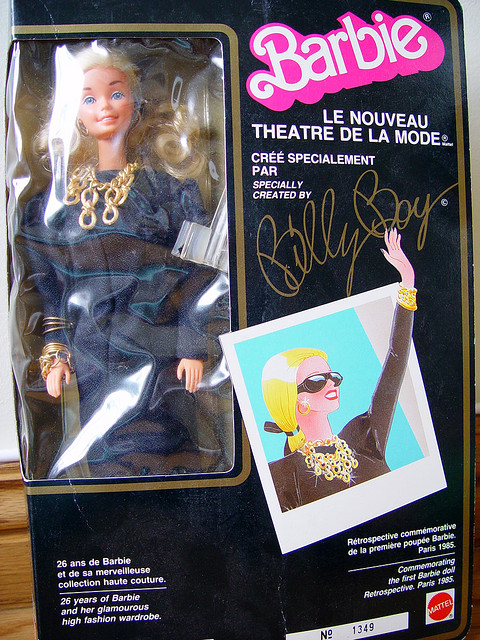 Barbie®
LE NOUVEAU
THEATRE DE LA MODE® Mattel
CRÉÉ SPECIALEMENT
PAR
SPECIALLY
CREATED BY
Billy Boy ©
26 ans de Barbie
et de sa merveilleuse
collection haute couture.
26 years of Barbie
and her glamourous
high fashion wardrobe.
Rétrospective commémorative
de la première poupée Barbie.
Paris 1985.
Commemorating
the first Barbie doll
Retrospective. Paris 1985.
MATTEL
Nº 1349